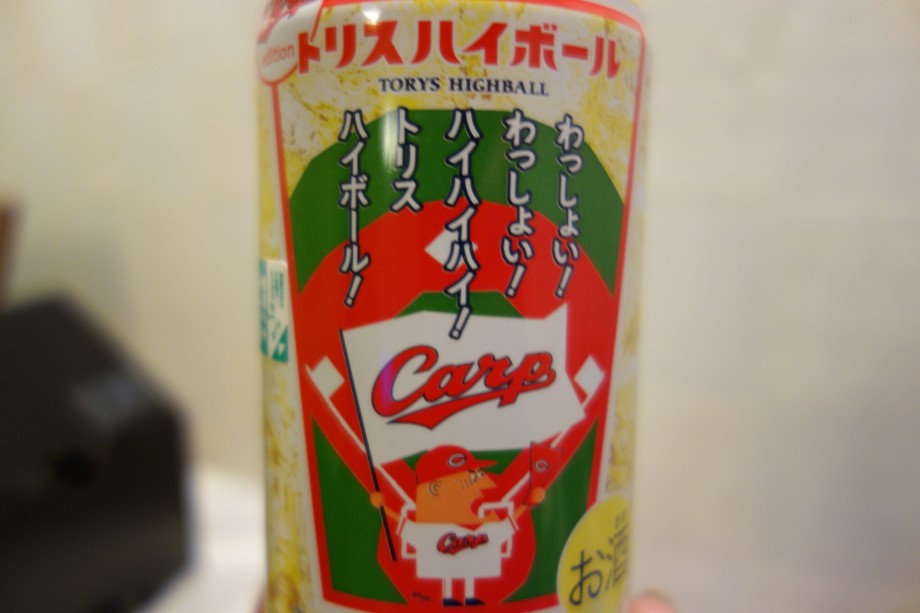 トリスハイボール
TORYS HIGHBALL
わっしょい!
わっしょい!
ハイハイハイハイ!
トリス
ハイボール!
Carp
C
C
Carp
お酒